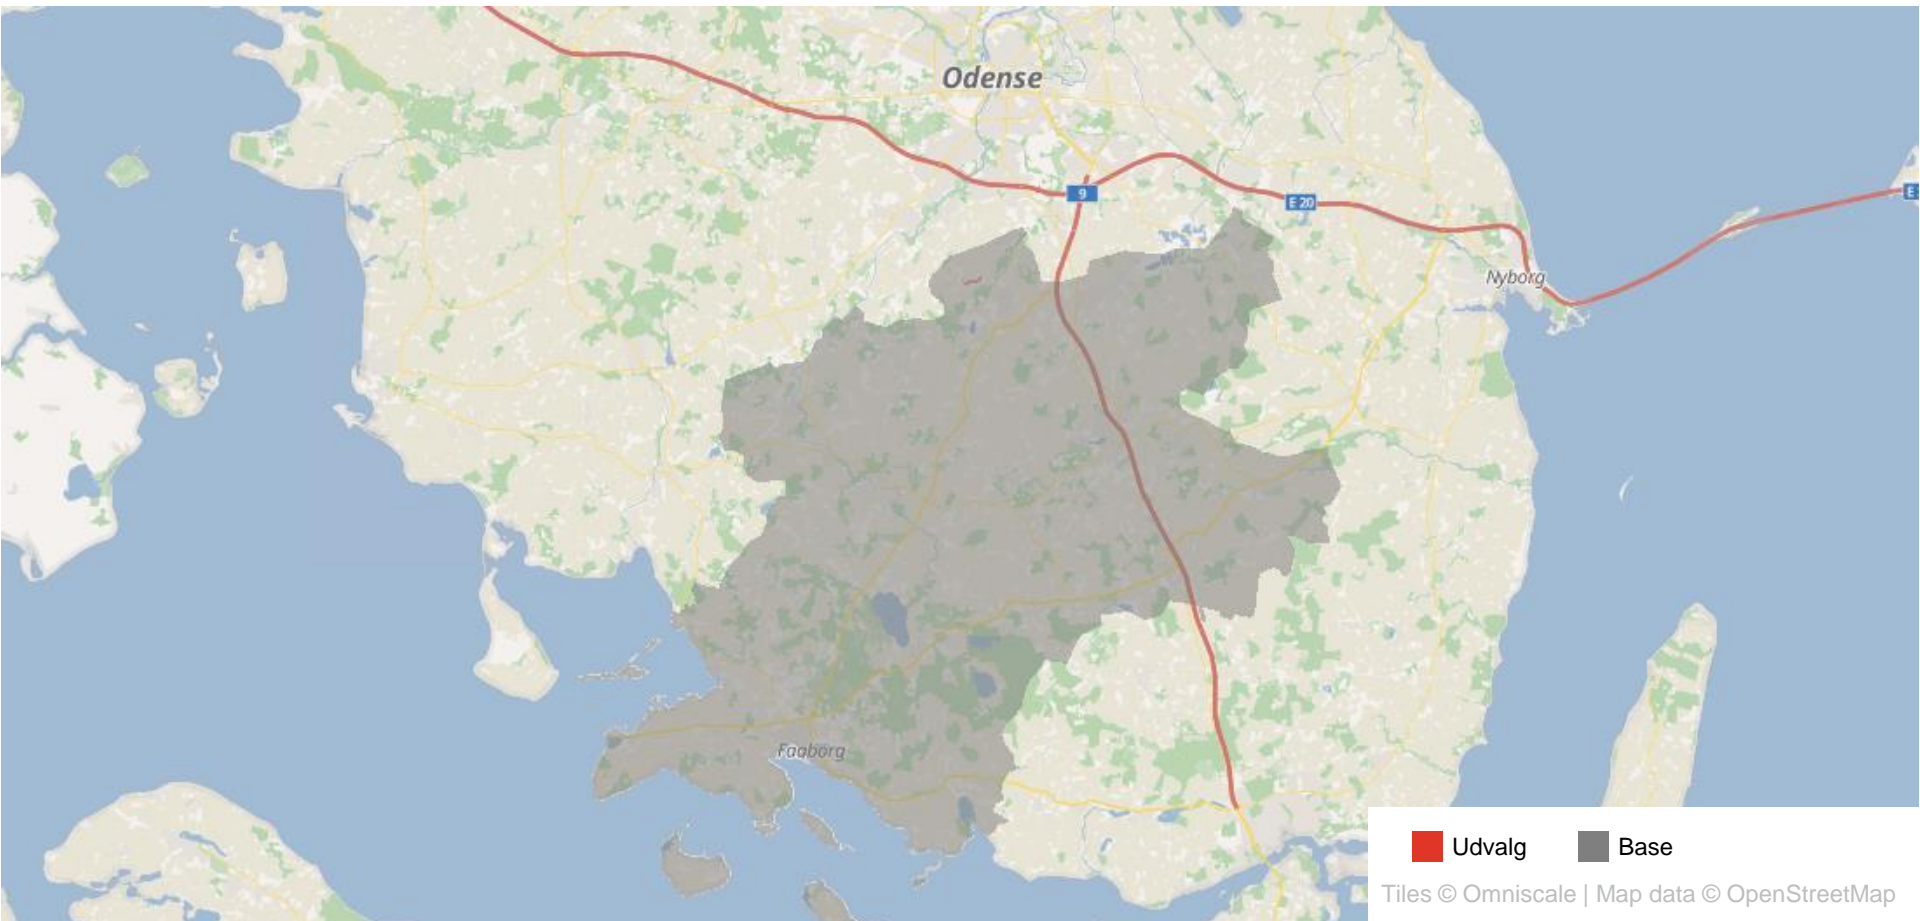 Odense
9
E 20
E
Nyborg
Faaborg
Udvalg
Base
Tiles © Omniscale | Map data © OpenStreetMap